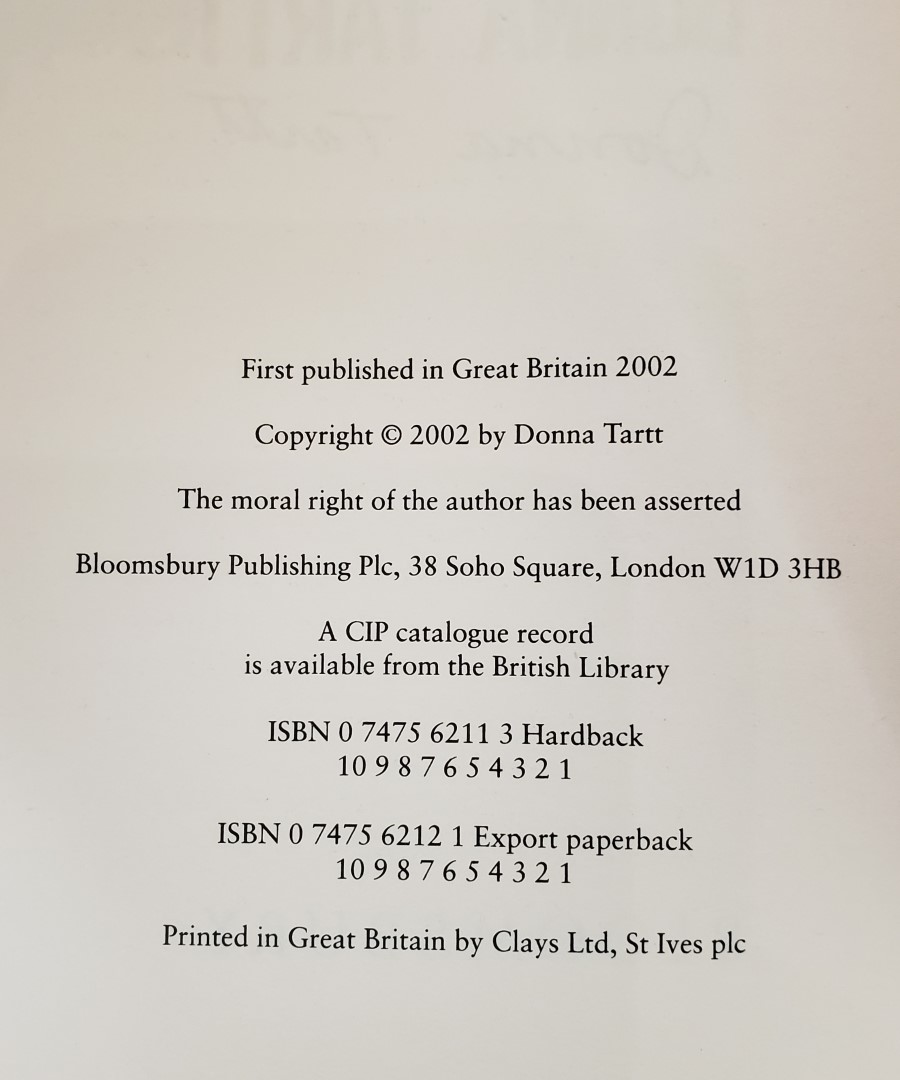 First published in Great Britain 2002
Copyright © 2002 by Donna Tartt
The moral right of the author has been asserted
Bloomsbury Publishing Plc, 38 Soho Square, London W1D 3HB
A CIP catalogue record
is available from the British Library
ISBN 0 7475 6211 3 Hardback
10 9 8 7 6 5 4 3 2 1
ISBN 0 7475 6212 1 Export paperback
10 9 8 7 6 5 4 3 2 1
Printed in Great Britain by Clays Ltd, St Ives plc